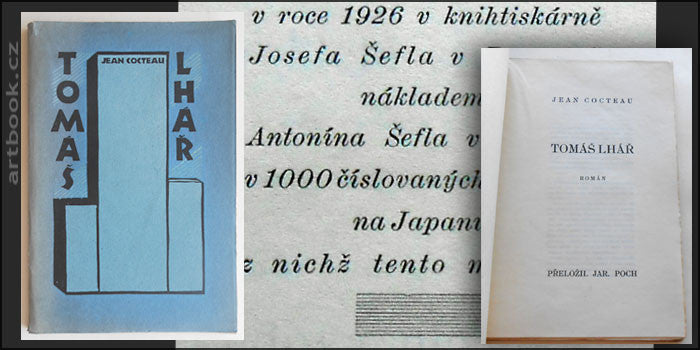 artbook.cz
TOMÁŠ
JEAN COCTEAU
LHÁŘ
v roce 1926 v knihtiskárně
Josefa Šefla v
nákladem
Antonína Šefla v
v 1000 číslovaných
na
z nichž tento
JEAN COCTEAU
TOMÁŠ LHÁŘ
ROMÁN
PŘELOŽIL JAR. POCH